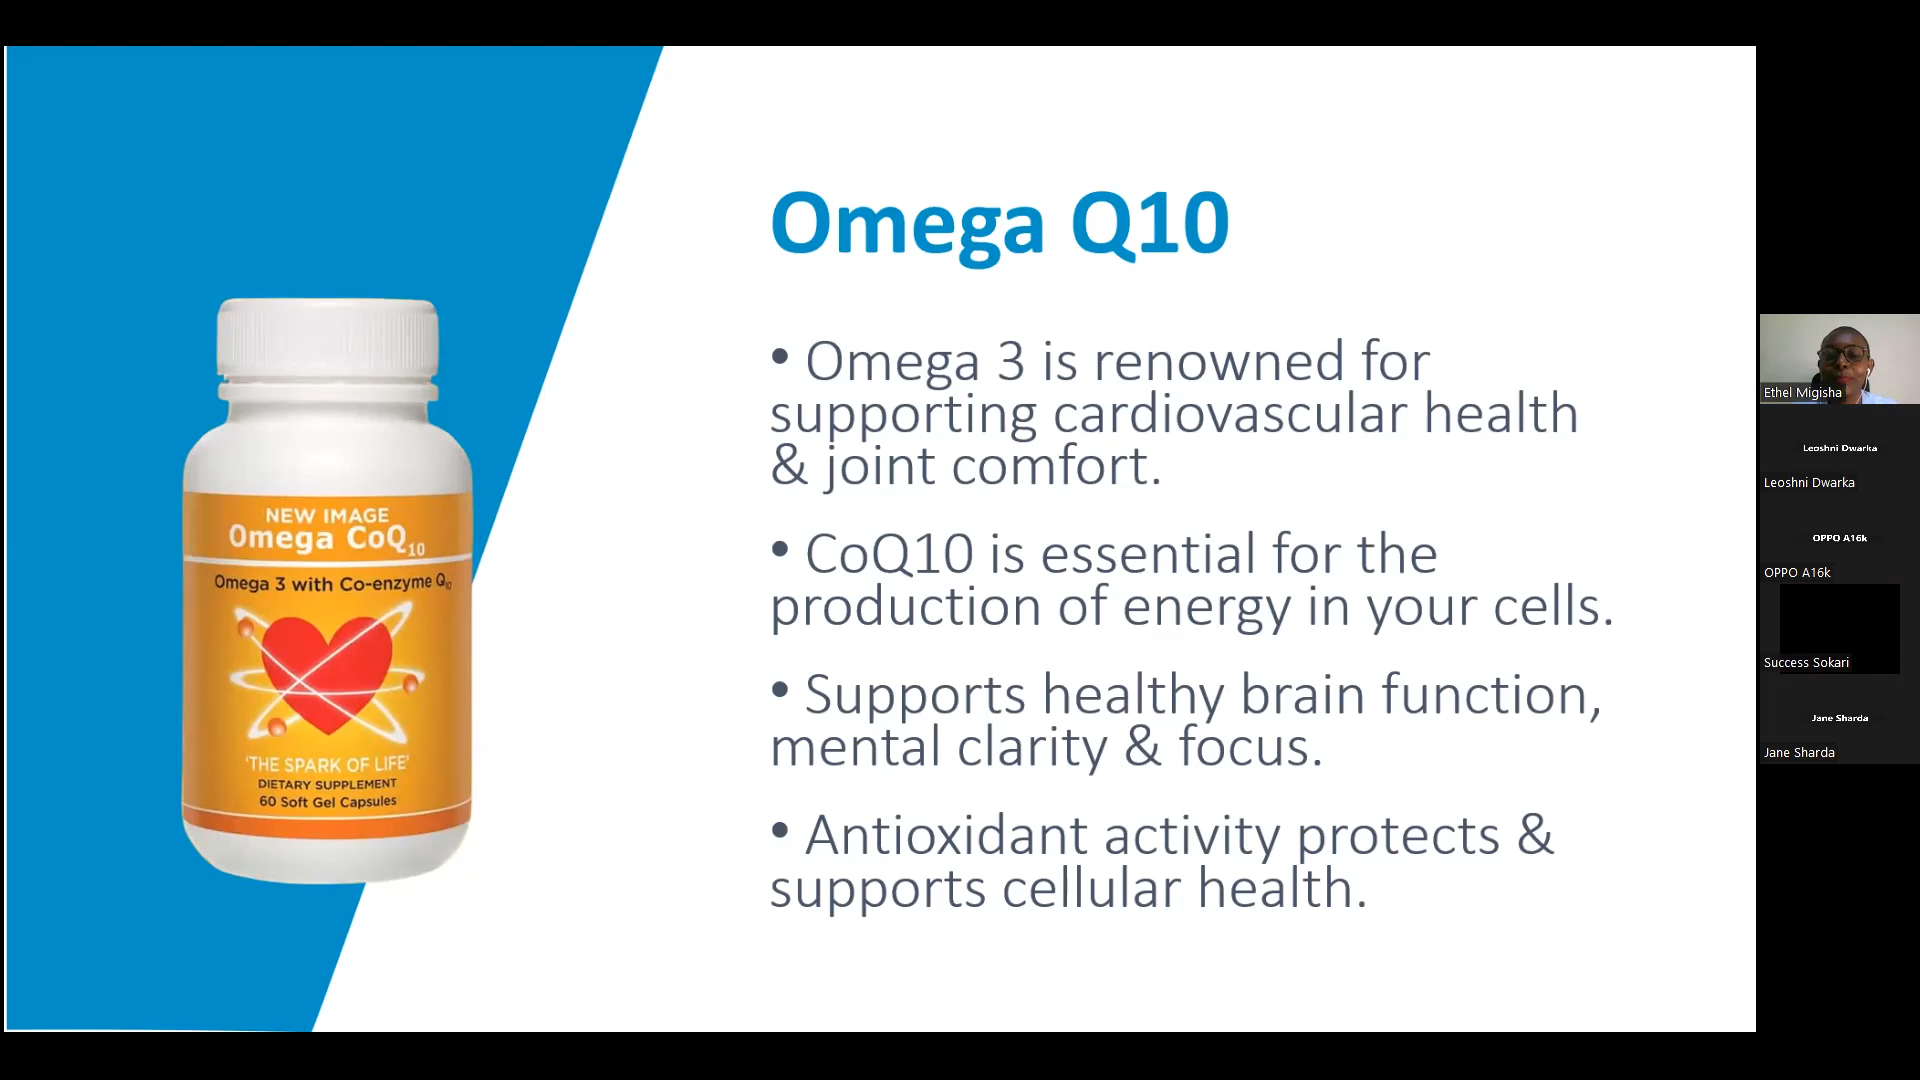 Omega Q10
• Omega 3 is renowned for
supporting cardiovascular health
& joint comfort.
• CoQ10 is essential for the
production of energy in your cells.
• Supports healthy brain function,
mental clarity & focus.
• Antioxidant activity protects &
supports cellular health.
NEW IMAGE
Omega CoQ10
Omega 3 with Co-enzyme Q10
'THE SPARK OF LIFE'
DIETARY SUPPLEMENT
60 Soft Gel Capsules
Ethel Migisha
Leoshni Dwarka
Leoshni Dwarka
OPPO A16k
OPPO A16k
Success Sokari
Jane Sharda
Jane Sharda